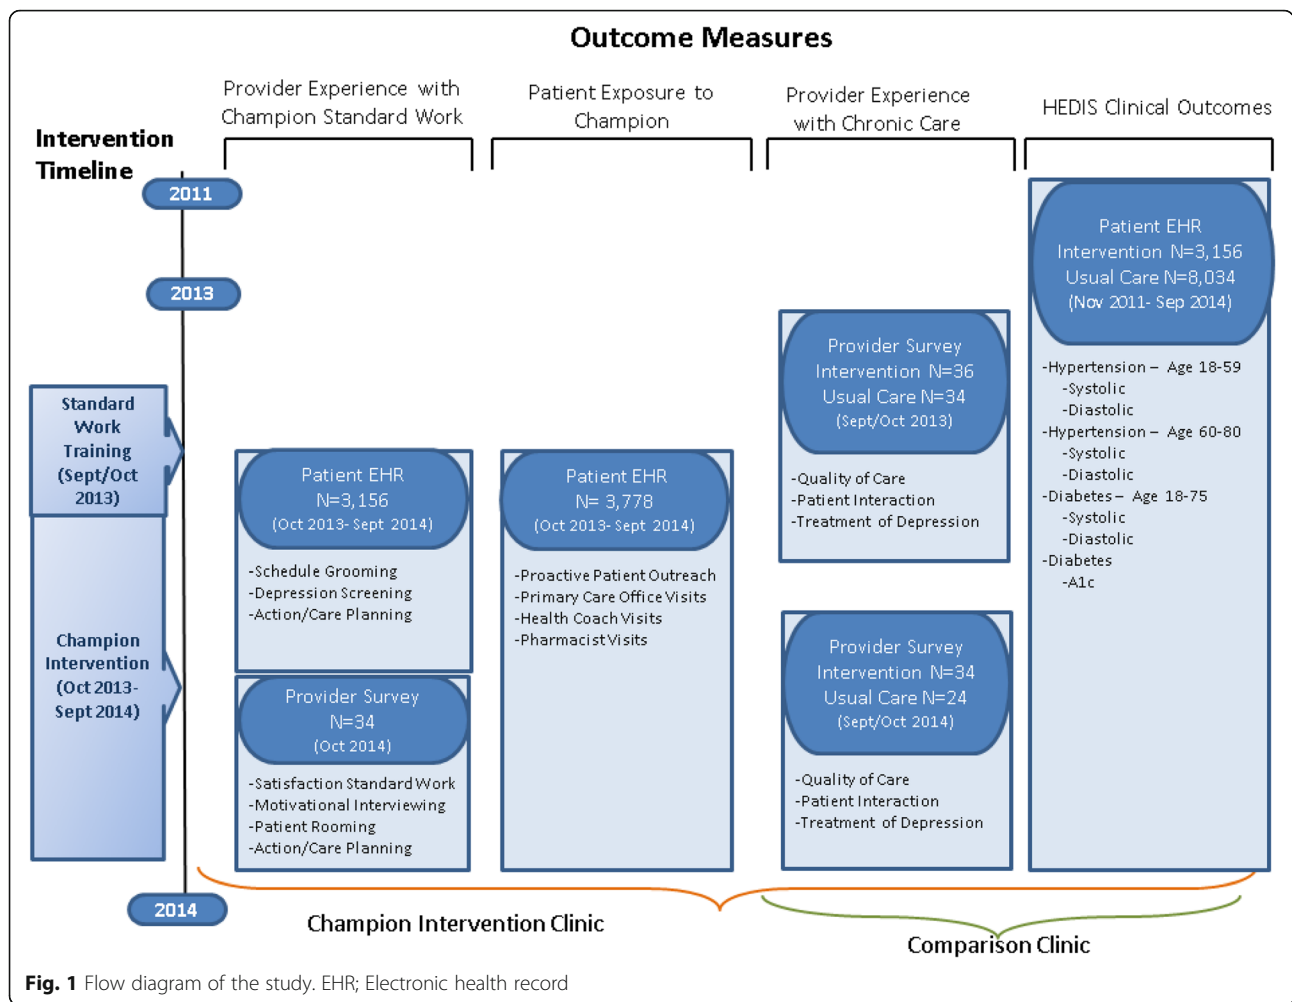 Outcome Measures
Intervention
Timeline
2011
2013
2014
Standard
Work
Training
(Sept/Oct
2013)
Champion
Intervention
(Oct 2013-
Sept 2014)
Provider Experience with
Champion Standard Work
Patient EHR
N=3,156
(Oct 2013- Sept 2014)
-Schedule Grooming
-Depression Screening
-Action/Care Planning
Provider Survey
N=34
(Oct 2014)
-Satisfaction Standard Work
-Motivational Interviewing
-Patient Rooming
-Action/Care Planning
Patient Exposure to
Champion
Patient EHR
N= 3,778
(Oct 2013- Sept 2014)
-Proactive Patient Outreach
-Primary Care Office Visits
-Health Coach Visits
-Pharmacist Visits
Provider Experience
with Chronic Care
Provider Survey
Intervention N=36
Usual Care N=34
(Sept/Oct 2013)
-Quality of Care
-Patient Interaction
-Treatment of Depression
Provider Survey
Intervention N=34
Usual Care N=24
(Sept/Oct 2014)
-Quality of Care
-Patient Interaction
-Treatment of Depression
HEDIS Clinical Outcomes
Patient EHR
Intervention N=3,156
Usual Care N=8,034
(Nov 2011- Sep 2014)
-Hypertension – Age 18-59
-Systolic
-Diastolic
-Hypertension – Age 60-80
-Systolic
-Diastolic
-Diabetes – Age 18-75
-Systolic
-Diastolic
-Diabetes
-A1c
Champion Intervention Clinic
Comparison Clinic
Fig. 1 Flow diagram of the study. EHR; Electronic health record